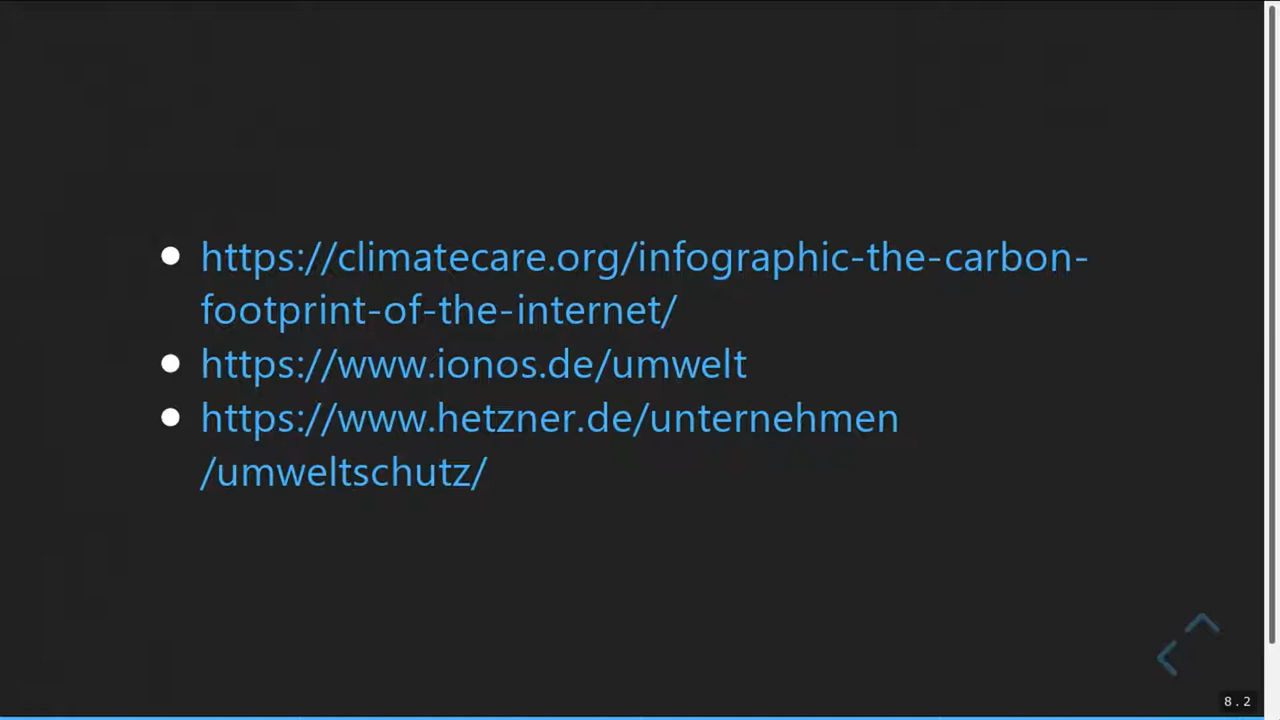 https://climatecare.org/infographic-the-carbon-
footprint-of-the-internet/
https://www.ionos.de/umwelt
https://www.hetzner.de/unternehmen
/umweltschutz/
8.2